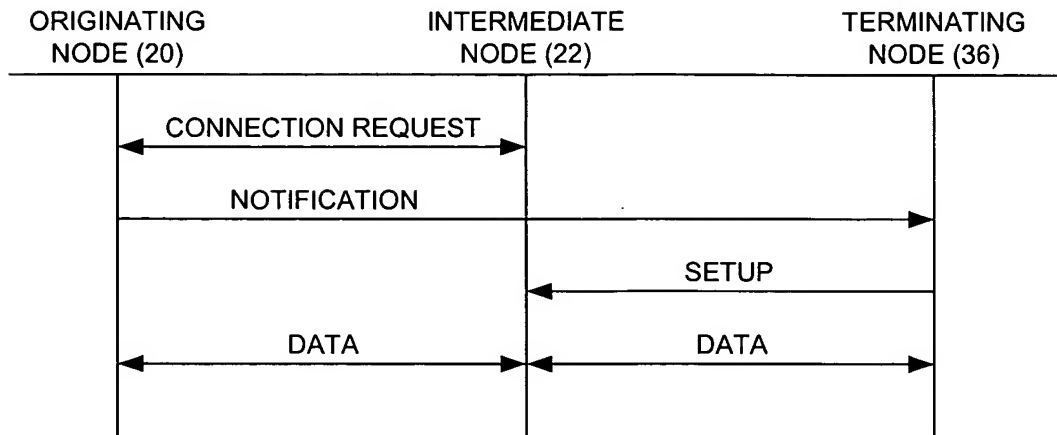 ORIGINATING
NODE (20)
INTERMEDIATE
NODE (22)
TERMINATING
NODE (36)
CONNECTION REQUEST
NOTIFICATION
SETUP
DATA
DATA